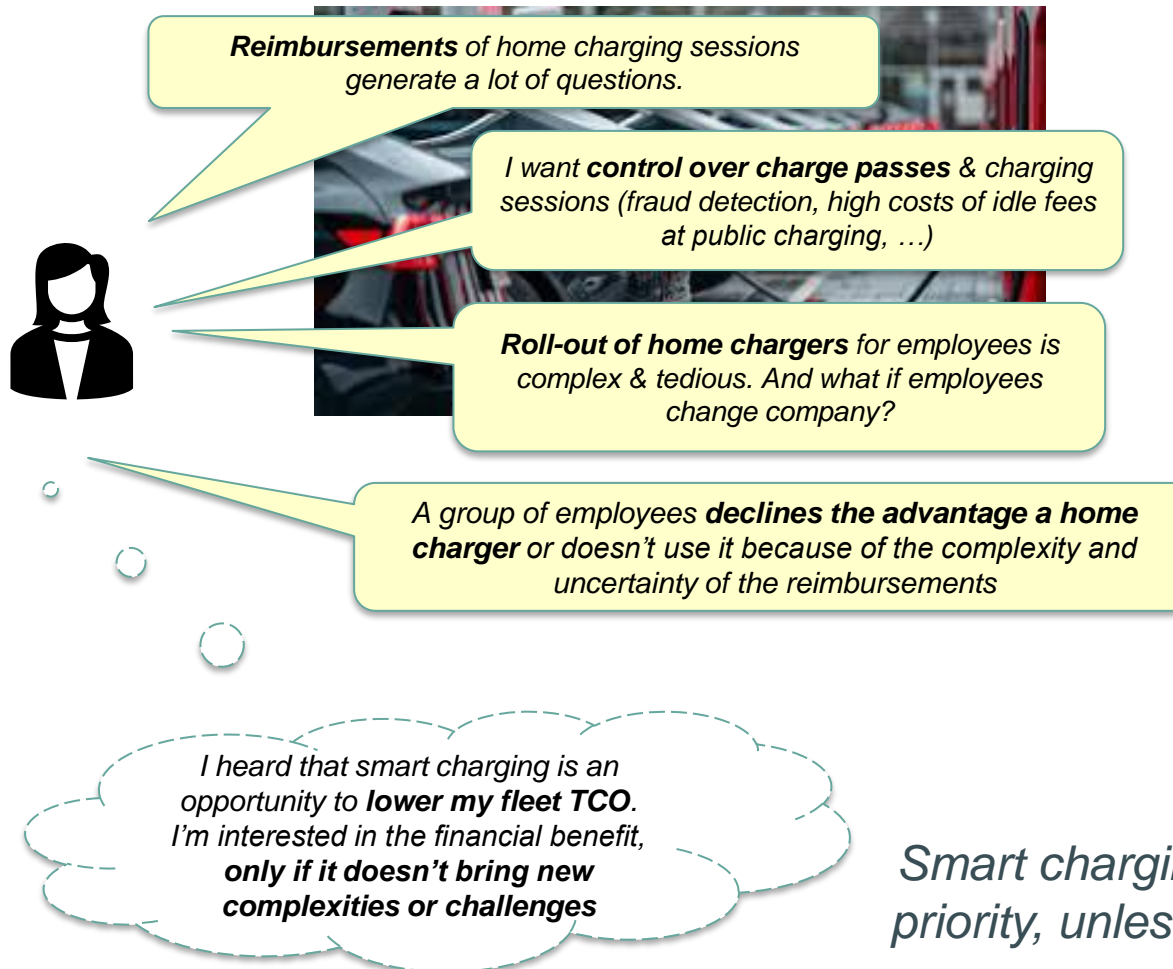 Reimbursements of home charging sessions
generate a lot of questions.
I want control over charge passes & charging
sessions (fraud detection, high costs of idle fees
at public charging, …)
Roll-out of home chargers for employees is
complex & tedious. And what if employees
change company?
A group of employees declines the advantage a home
charger or doesn’t use it because of the complexity and
uncertainty of the reimbursements
I heard that smart charging is an
opportunity to lower my fleet TCO.
I’m interested in the financial benefit,
only if it doesn’t bring new
complexities or challenges
Smart
priority,